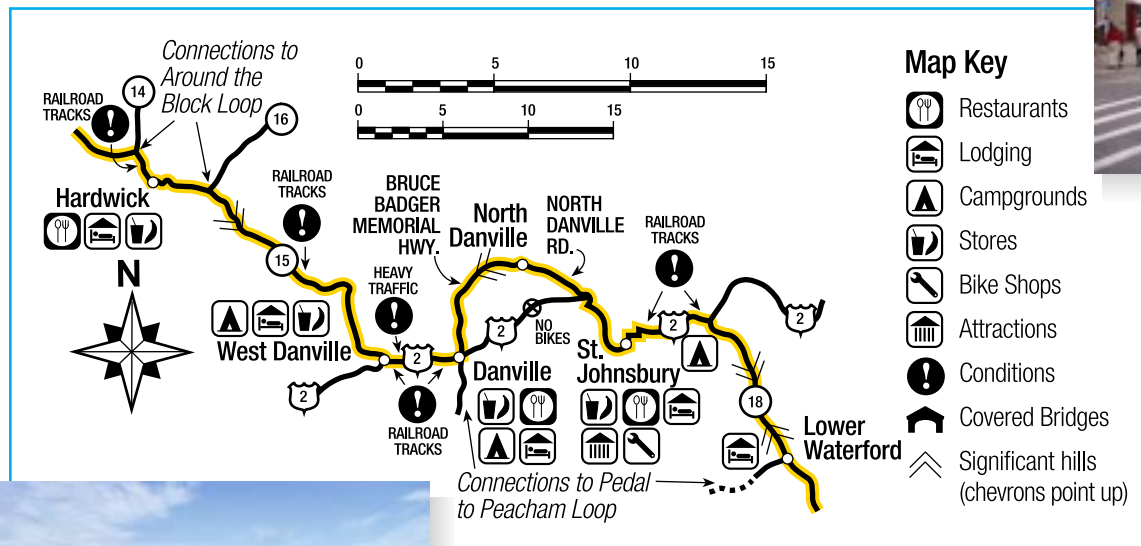 Connections to
Around the
Block Loop
RAILROAD
TRACKS
14
16
Hardwick
N
15
RAILROAD
TRACKS
West Danville
2
HEAVY
TRAFFIC
2
RAILROAD
TRACKS
0 5 10 15
0 5 10 15
BRUCE
BADGER
MEMORIAL
HWY.
North
Danville
NORTH
DANVILLE
RD.
2
NO
BIKES
Danville
St.
Johnsbury
RAILROAD
TRACKS
2
2
18
Lower
Waterford
Connections to Pedal
to Peacham Loop
Map Key
Restaurants
Lodging
Campgrounds
Stores
Bike Shops
Attractions
Conditions
Covered Bridges
Significant hills
(chevrons point up)